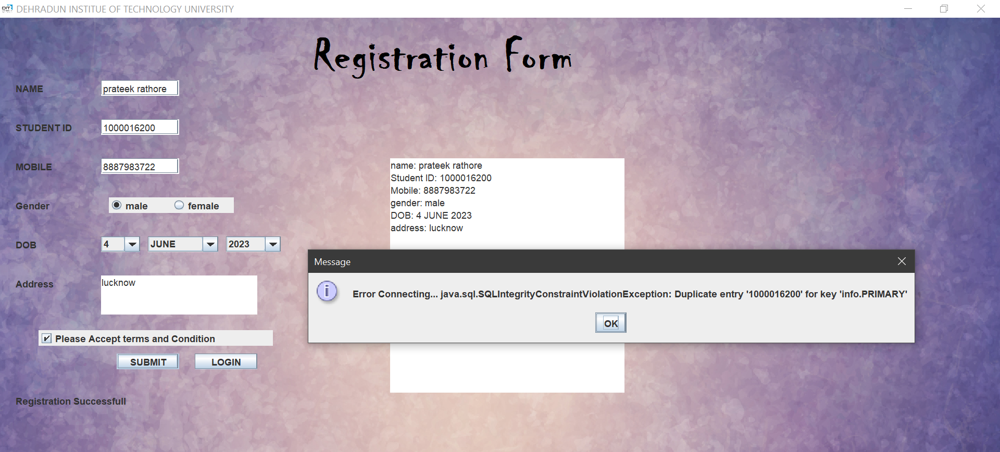 DIT
DEHRADUN INSTITUE OF TECHNOLOGY UNIVERSITY
Registration Form
NAME
prateek rathore
STUDENT ID
1000016200
MOBILE
8887983722
Gender
male
female
DOB
4
JUNE
2023
Address
lucknow
Please Accept terms and Condition
SUBMIT
LOGIN
Registration Successfull
name: prateek rathore
Student ID: 1000016200
Mobile: 8887983722
gender: male
DOB: 4 JUNE 2023
address: lucknow
Message
Error Connecting... java.sql.SQLIntegrityConstraintViolationException: Duplicate entry '1000016200' for key 'info.PRIMARY'
OK